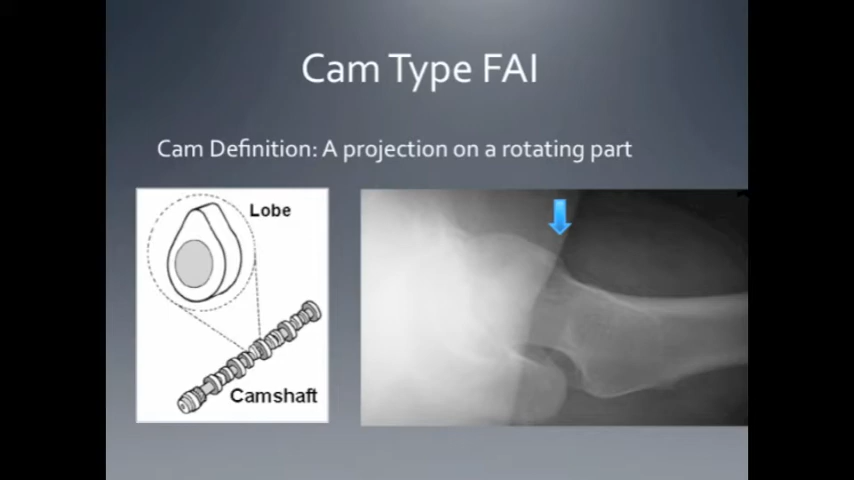 Cam Type FAI
Cam Definition: A projection on a rotating part
Lobe
Camshaft